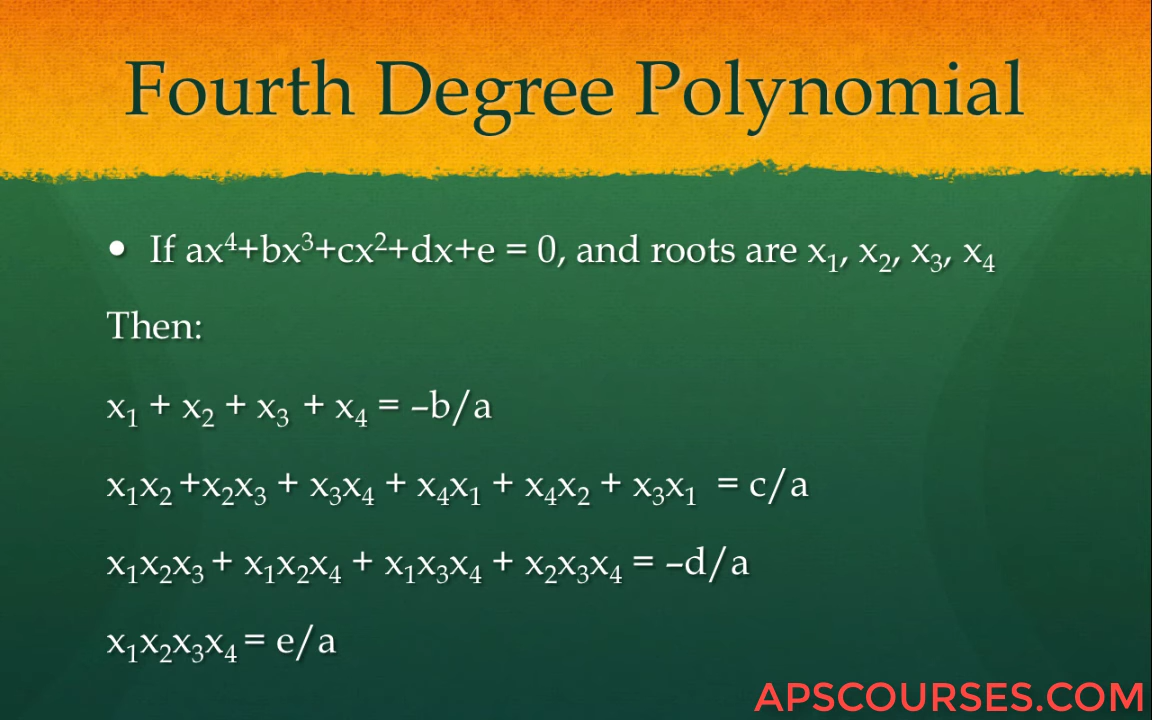 Fourth Degree Polynomial
• If ax⁴+bx³+cx²+dx+e = 0, and roots are x₁, x₂, x₃, x₄
Then:
x₁ + x₂ + x₃ + x₄ = –b/a
x₁x₂ +x₂x₃ + x₃x₄ + x₄x₁ + x₄x₂ + x₃x₁ = c/a
x₁x₂x₃ + x₁x₂x₄ + x₁x₃x₄ + x₂x₃x₄ = –d/a
x₁x₂x₃x₄ = e/a
APSCOURSES.COM